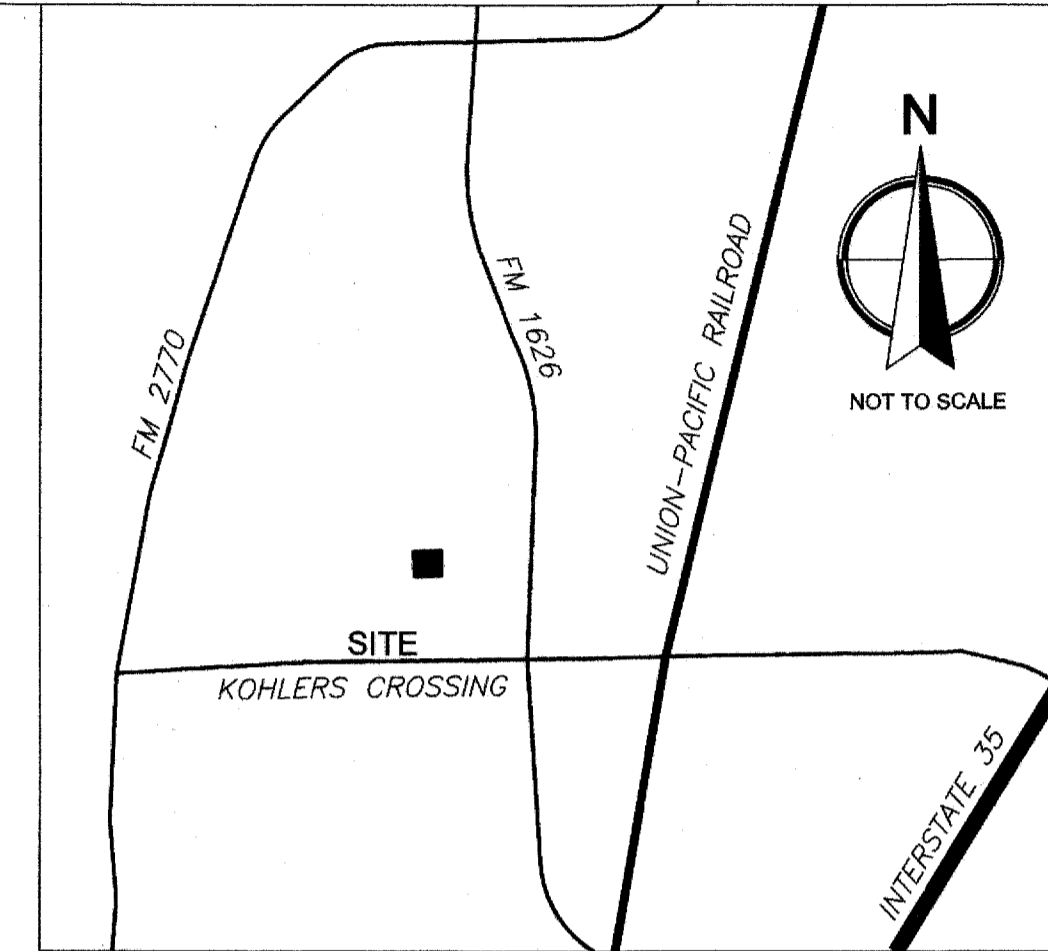 N
NOT TO SCALE
FM 2770
FM 1626
UNION-PACIFIC RAILROAD
SITE
KOHLERS CROSSING
INTERSTATE 35